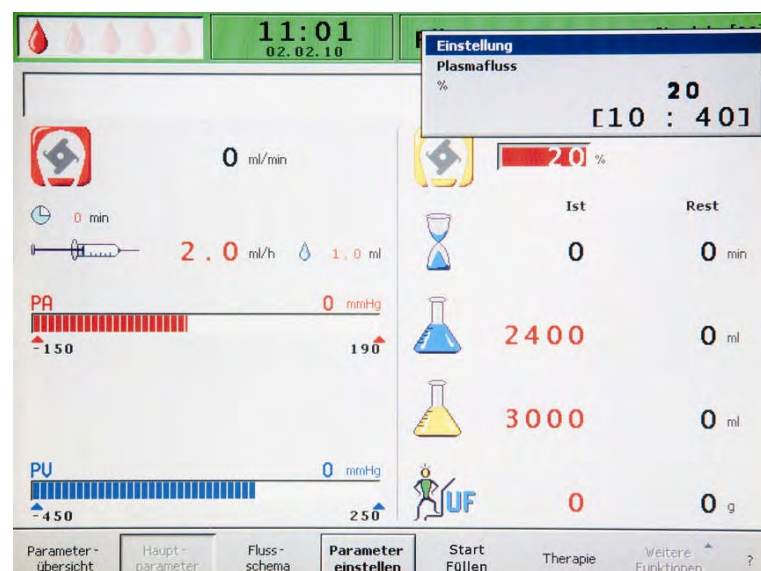 11:01
02.02.10
Einstellung
Plasmafluss
%
20
[10 : 40]
0 ml/min
20 %
0 min
Ist Rest
2.0 ml/h 1.0 ml
0 0 min
PA 0 mmHg
-150 190
2400 0 ml
3000 0 ml
PV 0 mmHg
-450 250
UF 0 0 g
Parameter-
übersicht
Haupt-
parameter
Fluss-
schema
Parameter
einstellen
Start
Füllen
Therapie
Weitere
Funktionen
?